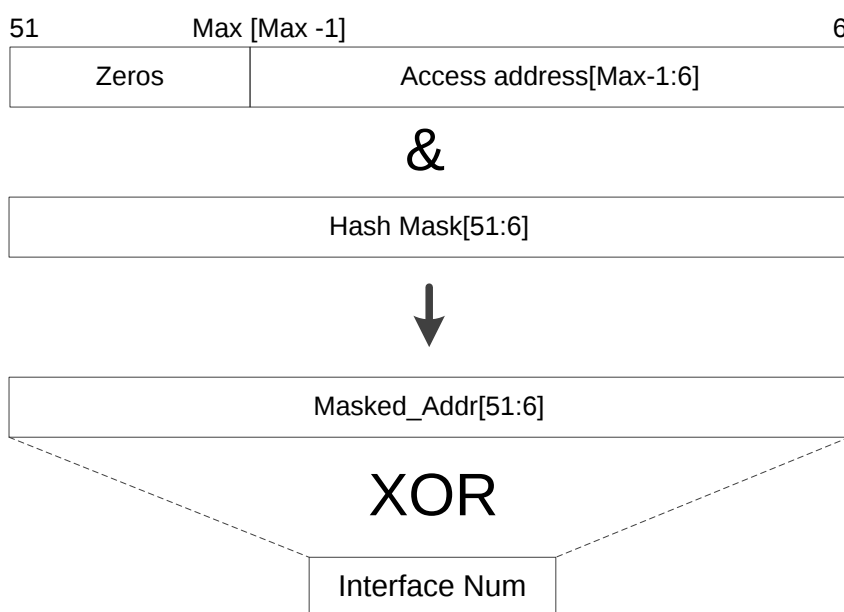 51 Max [Max -1] 6
Zeros Access address[Max-1:6]
&
Hash Mask[51:6]
Masked_Addr[51:6]
XOR
Interface Num